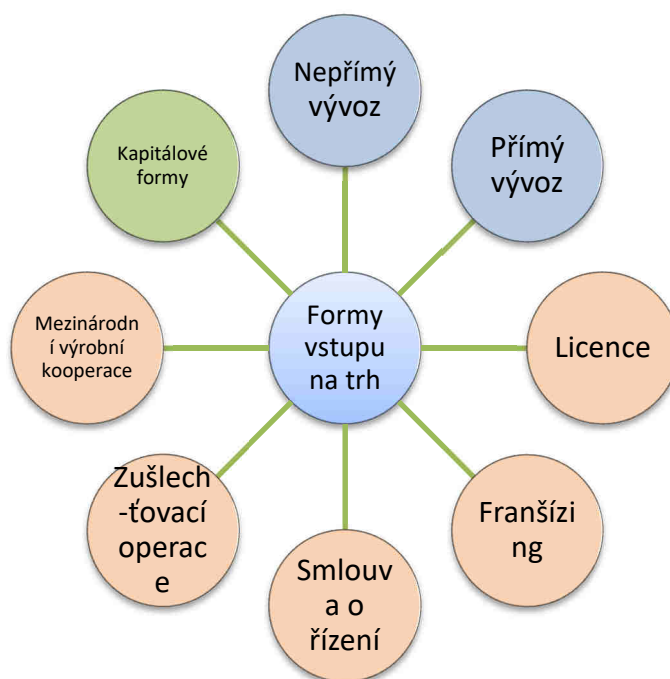 Nepřímý
vývoz
Přímý
vývoz
Kapitálové
formy
Formy
vstupu
na trh
Mezinárodn
í výrobní
kooperace
Licence
Zušlech
-ťovací
operac
e
Franšízi
ng
Smlouv
a o
řízení